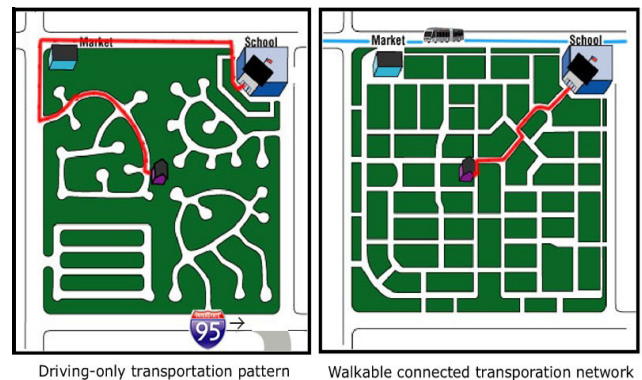 Market
School
Market
School
95
Driving-only transportation pattern
Walkable connected transporation network